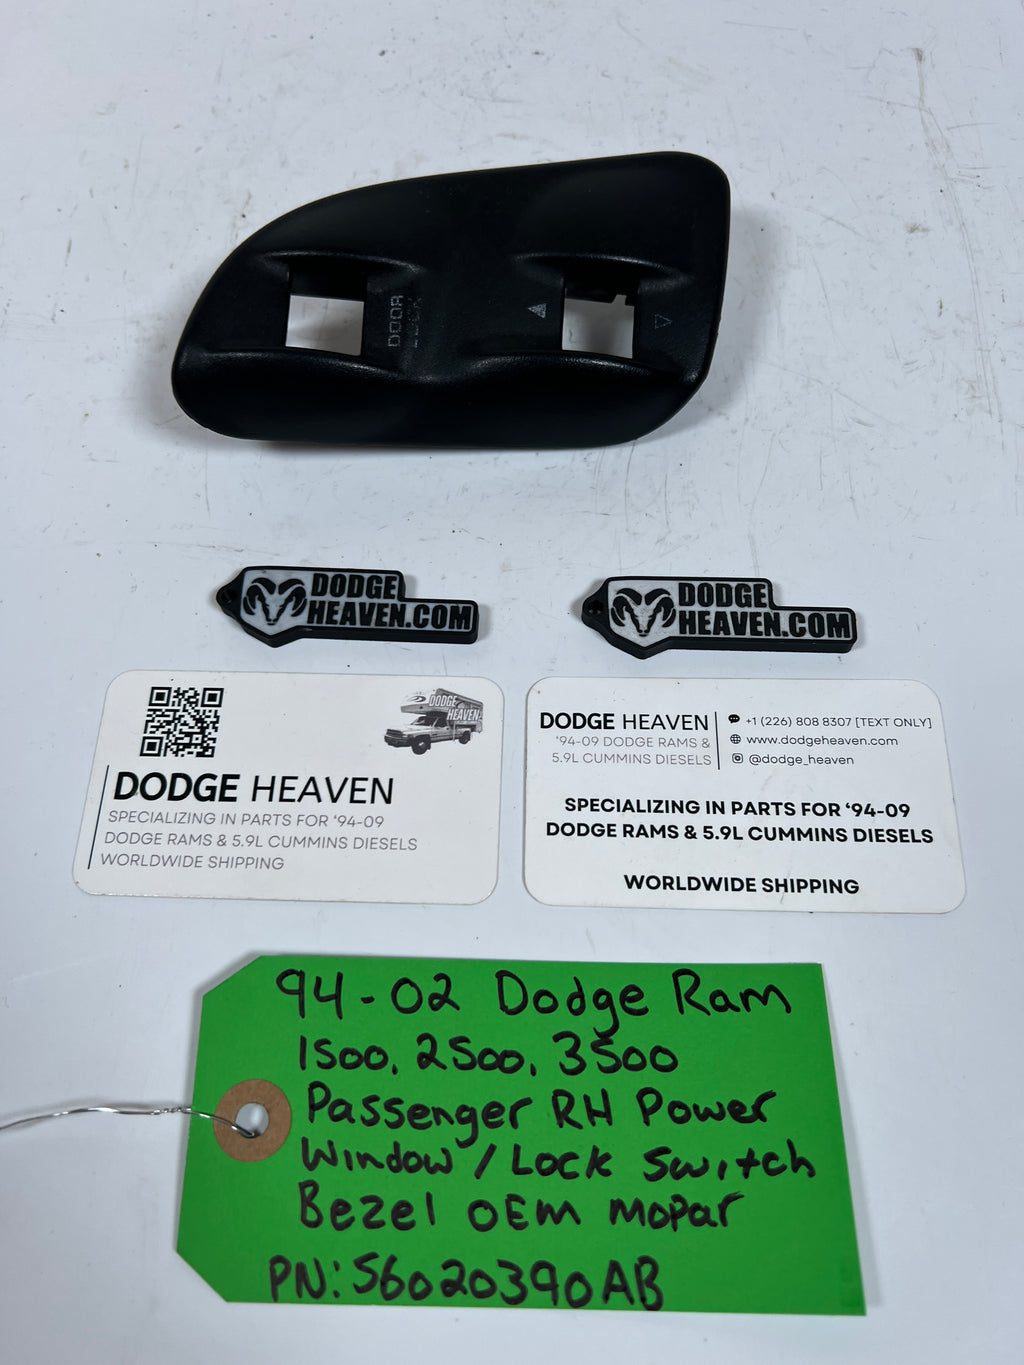 DOOR
LOCK
DODGE
HEAVEN.COM
DODGE
HEAVEN.COM
DODGE
HEAVEN
DODGE HEAVEN
SPECIALIZING IN PARTS FOR ‘94-09
DODGE RAMS & 5.9L CUMMINS DIESELS
WORLDWIDE SHIPPING
DODGE HEAVEN
‘94-09 DODGE RAMS &
5.9L CUMMINS DIESELS
+1 (226) 808 8307 [TEXT ONLY]
www.dodgeheaven.com
@dodge_heaven
SPECIALIZING IN PARTS FOR ‘94-09
DODGE RAMS & 5.9L CUMMINS DIESELS
WORLDWIDE SHIPPING
94-02 Dodge Ram
1500, 2500, 3500
Passenger RH Power
Window / Lock Switch
Bezel OEM Mopar
PN: 56020390AB